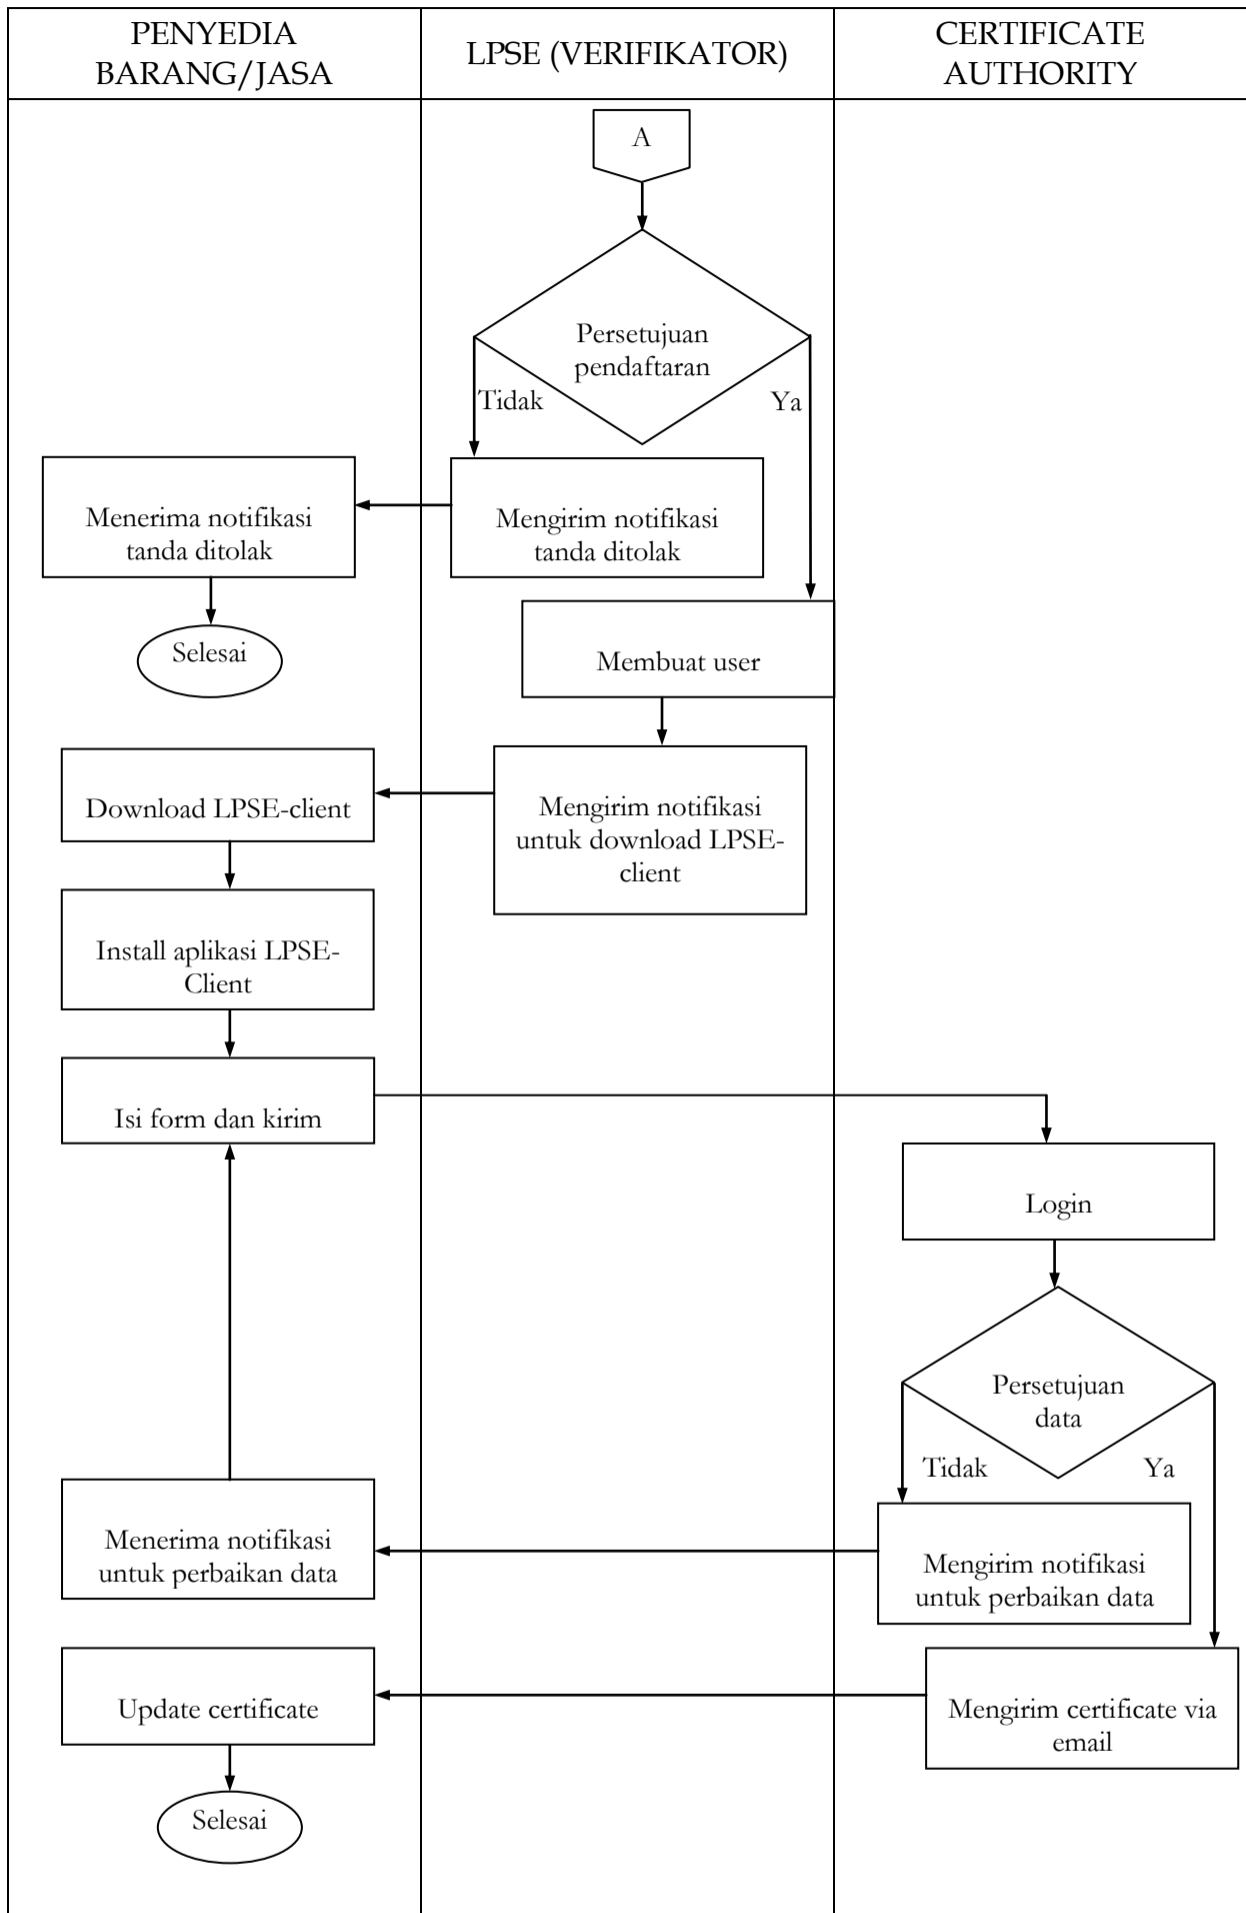 PENYEDIA
BARANG/JASA
LPSE (VERIFIKATOR)
CERTIFICATE
AUTHORITY
A
Persetujuan
pendaftaran
Tidak
Ya
Menerima notifikasi
tanda ditolak
Mengirim notifikasi
tanda ditolak
Selesai
Membuat user
Download LPSE-client
Mengirim notifikasi
untuk download LPSE-
client
Install aplikasi LPSE-
Client
Isi form dan kirim
Login
Persetujuan
data
Tidak
Ya
Menerima notifikasi
untuk perbaikan data
Mengirim notifikasi
untuk perbaikan data
Update certificate
Mengirim certificate via
email
Selesai